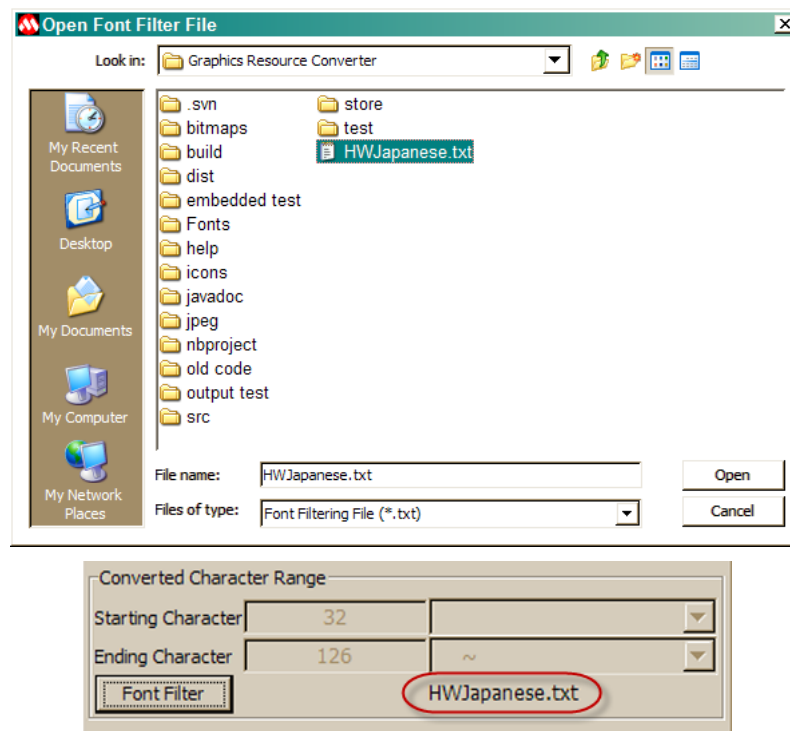 Open Font Filter File
Look in: Graphics Resource Converter
My Recent
Documents
Desktop
My Documents
My Computer
My Network
Places
.svn
bitmaps
build
dist
embedded test
Fonts
help
icons
javadoc
jpeg
nbproject
old code
output test
src
store
test
HWJapanese.txt
File name: HWJapanese.txt Open
Files of type: Font Filtering File (*.txt) Cancel
Converted Character Range
Starting Character 32
Ending Character 126 ~
Font Filter HWJapanese.txt